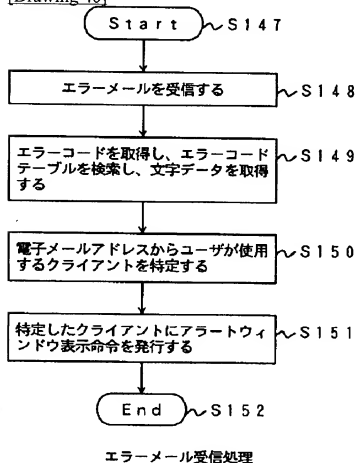 [Drawing 40]
Start
S147
エラーメールを受信する
S148
エラーコードを取得し、エラーコード
テーブルを検索し、文字データを取得
する
S149
電子メールアドレスからユーザが使用
するクライアントを特定する
S150
特定したクライアントにアラートウィ
ンドウ表示命令を発行する
S151
End
S152
エラーメール受信処理